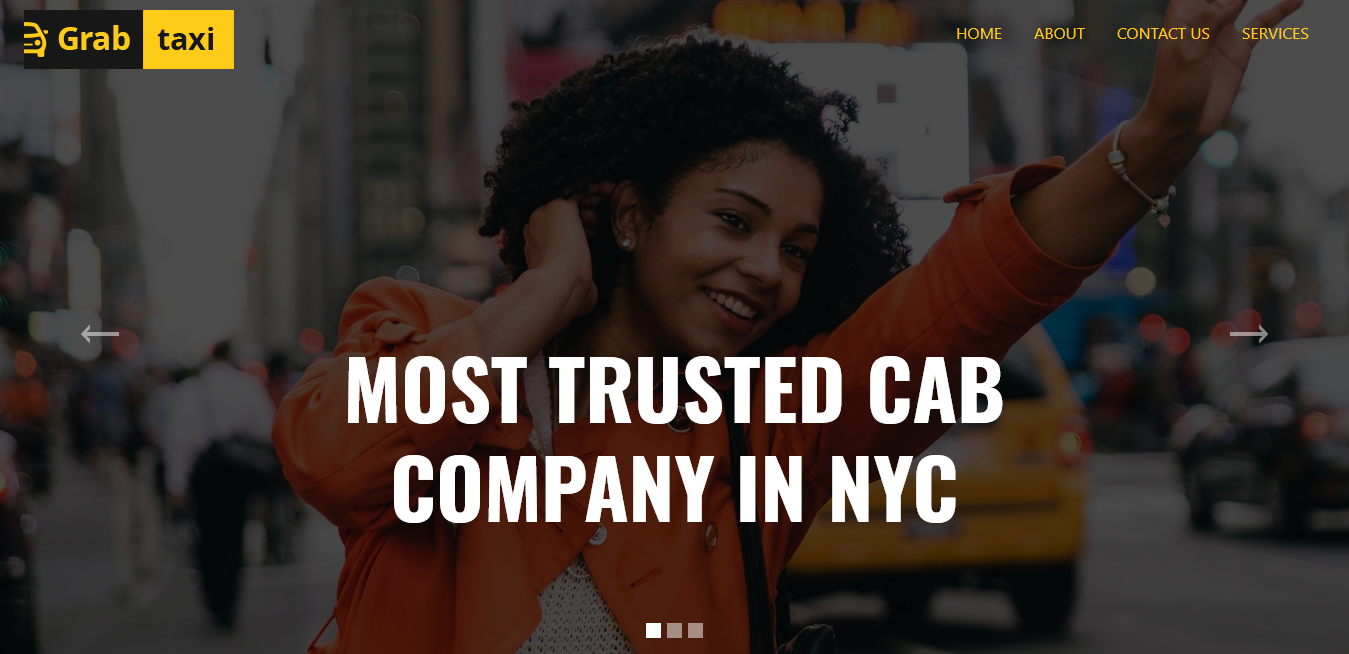 Grab taxi
HOME ABOUT CONTACT US SERVICES
MOST TRUSTED CAB
COMPANY IN NYC